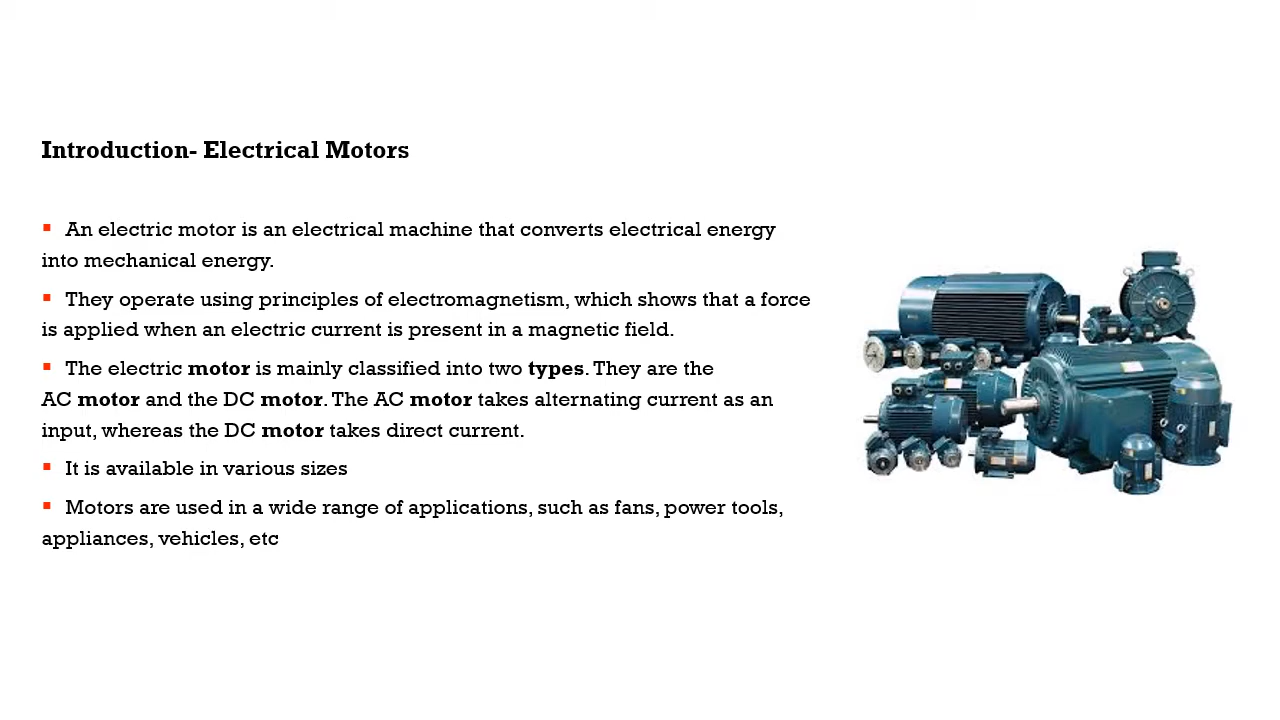 Introduction- Electrical Motors
▪ An electric motor is an electrical machine that converts electrical energy
into mechanical energy.
▪ They operate using principles of electromagnetism, which shows that a force
is applied when an electric current is present in a magnetic field.
▪ The electric motor is mainly classified into two types. They are the
AC motor and the DC motor. The AC motor takes alternating current as an
input, whereas the DC motor takes direct current.
▪ It is available in various sizes
▪ Motors are used in a wide range of applications, such as fans, power tools,
appliances, vehicles, etc